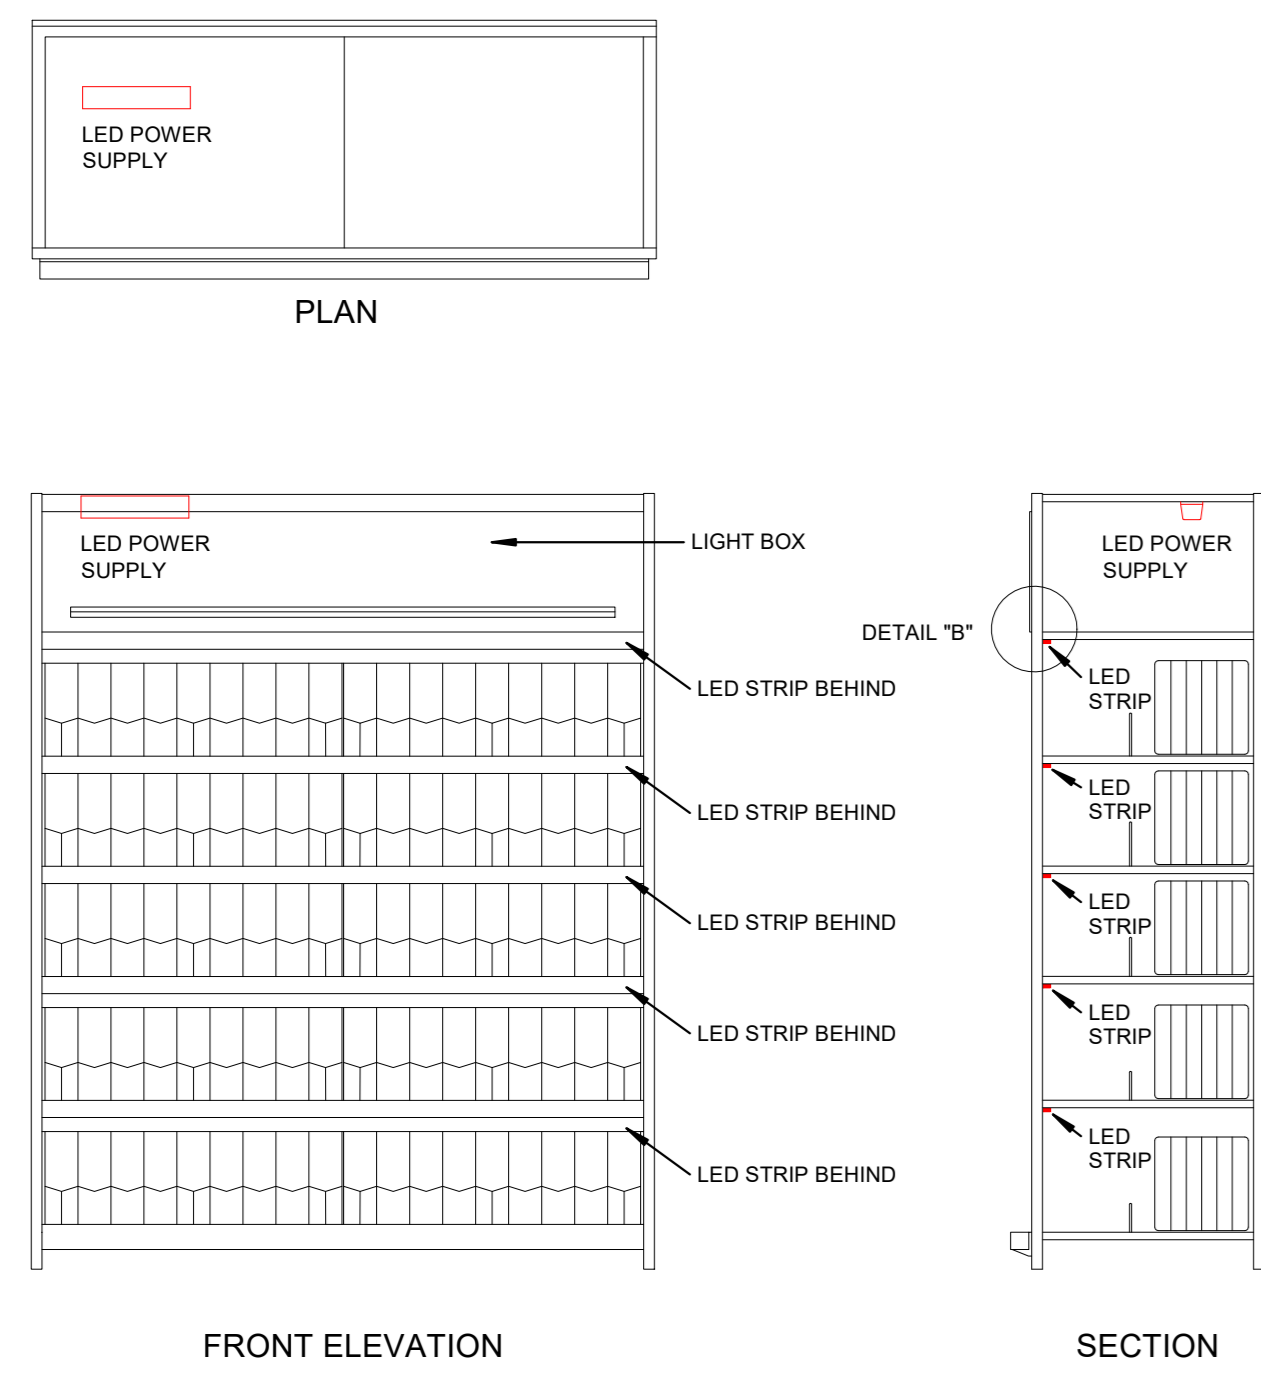 LED POWER
SUPPLY
PLAN
LED POWER
SUPPLY
LIGHT BOX
LED STRIP BEHIND
LED STRIP BEHIND
LED STRIP BEHIND
LED STRIP BEHIND
LED STRIP BEHIND
FRONT ELEVATION
LED POWER
SUPPLY
DETAIL "B"
LED
STRIP
LED
STRIP
LED
STRIP
LED
STRIP
LED
STRIP
SECTION